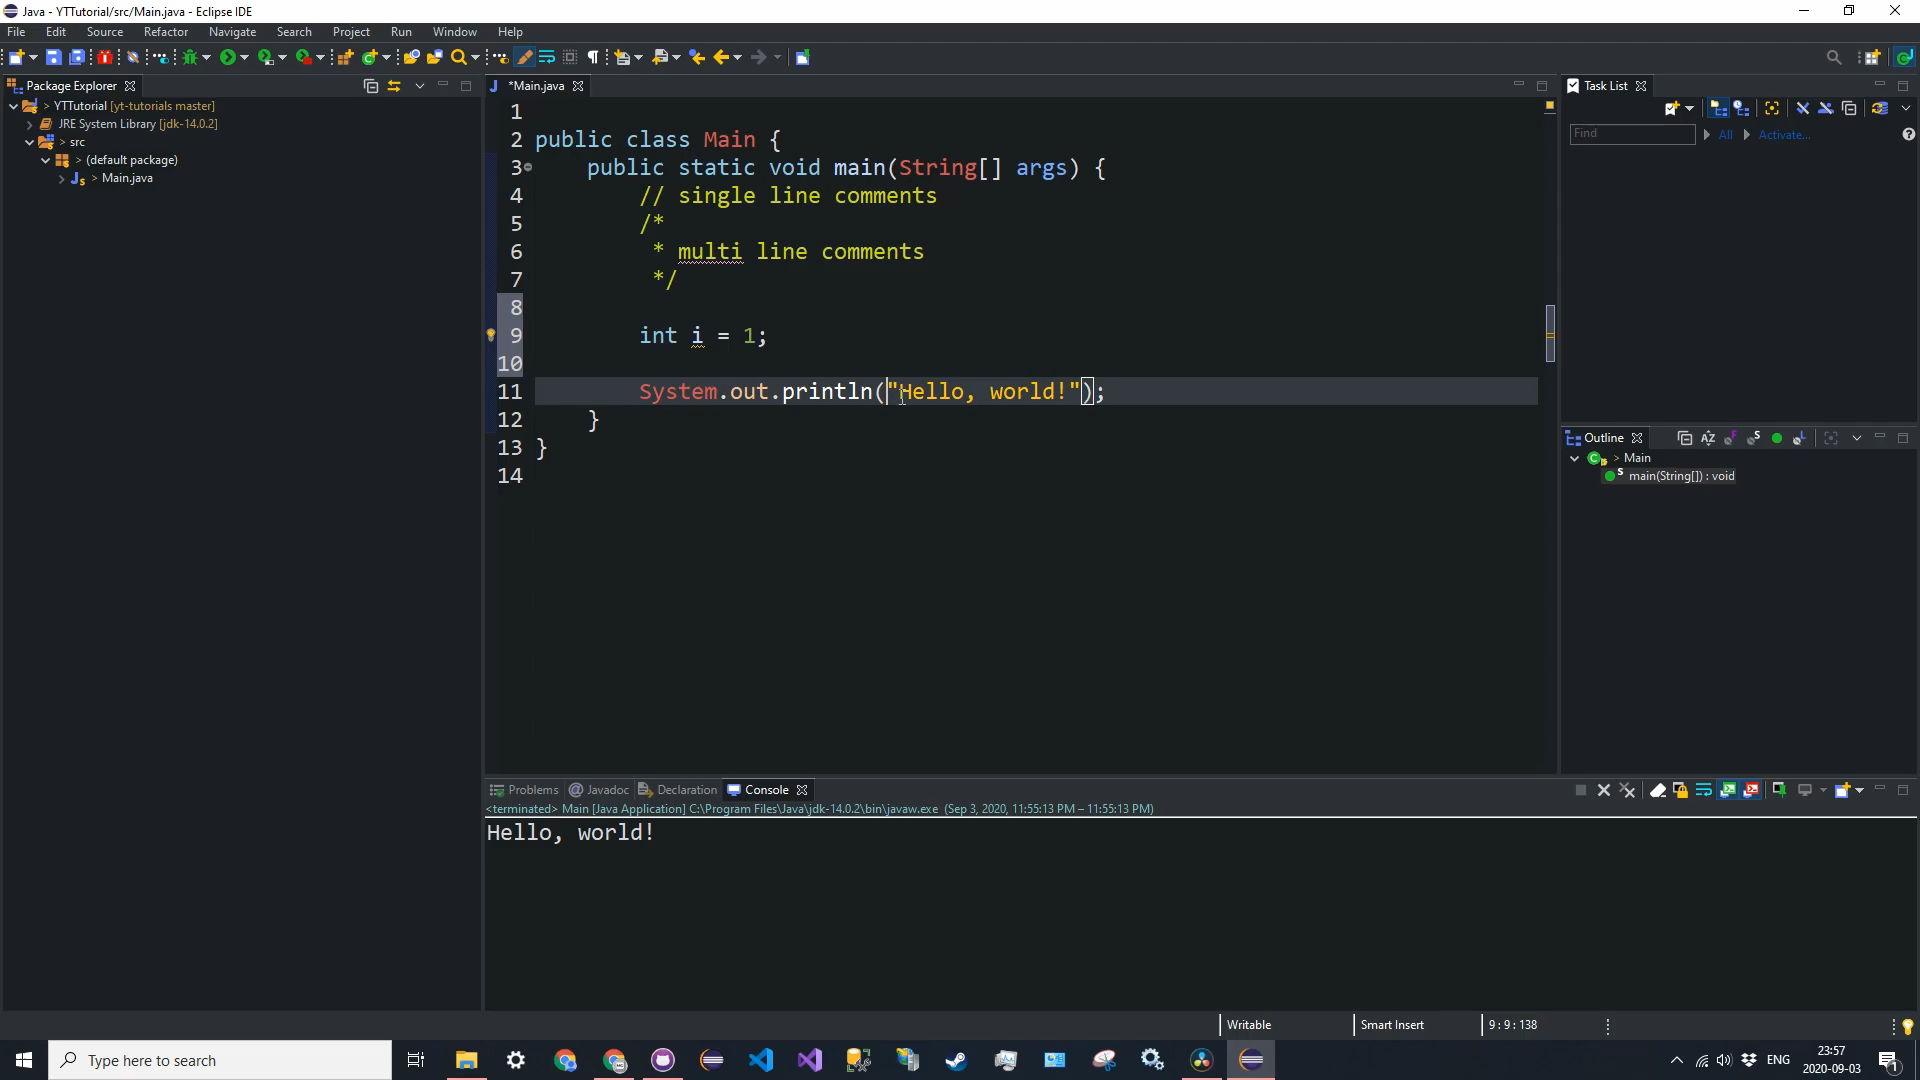 Java - YTTutorial/src/Main.java - Eclipse IDE
File Edit Source Refactor Navigate Search Project Run Window Help
Package Explorer
*Main.java
Task List
> YTTutorial [yt-tutorials master]
JRE System Library [jdk-14.0.2]
> src
> (default package)
> Main.java
Find
All
Activate...
1
2 public class Main {
3 public static void main(String[] args) {
4 // single line comments
5 /*
6 * multi line comments
7 */
8
9 int i = 1;
10
11 System.out.println("Hello, world!");
12 }
13 }
14
Outline
> Main
main(String[]) : void
Problems @ Javadoc Declaration Console
<terminated> Main [Java Application] C:\Program Files\Java\jdk-14.0.2\bin\javaw.exe (Sep 3, 2020, 11:55:13 PM – 11:55:13 PM)
Hello, world!
Writable Smart Insert 9 : 9 : 138
Type here to search
ENG
23:57
2020-09-03
1